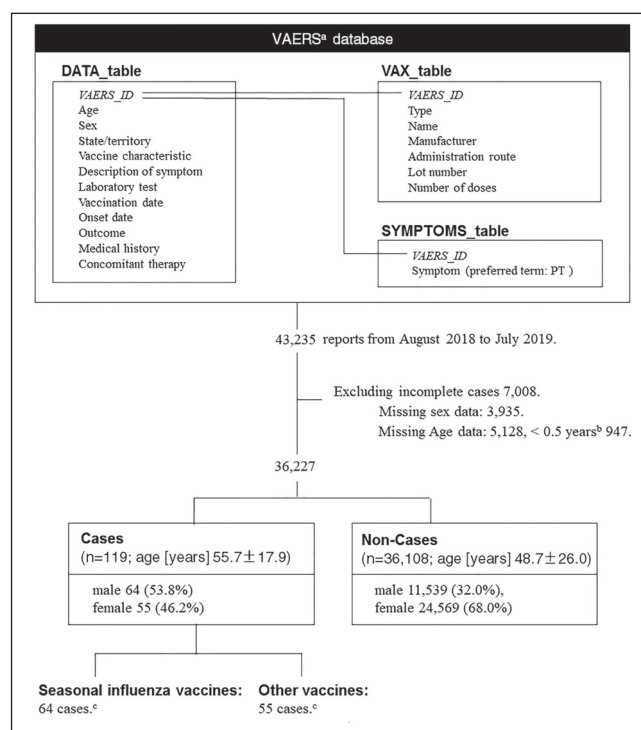 VAERSª database
DATA_table
VAERS_ID
Age
Sex
State/territory
Vaccine characteristic
Description of symptom
Laboratory test
Vaccination date
Onset date
Outcome
Medical history
Concomitant therapy
VAX_table
VAERS_ID
Type
Name
Manufacturer
Administration route
Lot number
Number of doses
SYMPTOMS_table
VAERS_ID
Symptom (preferred term: PT )
43,235 reports from August 2018 to July 2019.
Excluding incomplete cases 7,008.
Missing sex data: 3,935.
Missing Age data: 5,128, < 0.5 yearsᵇ 947.
36,227
Cases
(n=119; age [years] 55.7±17.9)
male 64 (53.8%)
female 55 (46.2%)
Non-Cases
(n=36,108; age [years] 48.7±26.0)
male 11,539 (32.0%),
female 24,569 (68.0%)
Seasonal influenza vaccines:
64 cases.ᶜ
Other vaccines:
55 cases.ᶜ